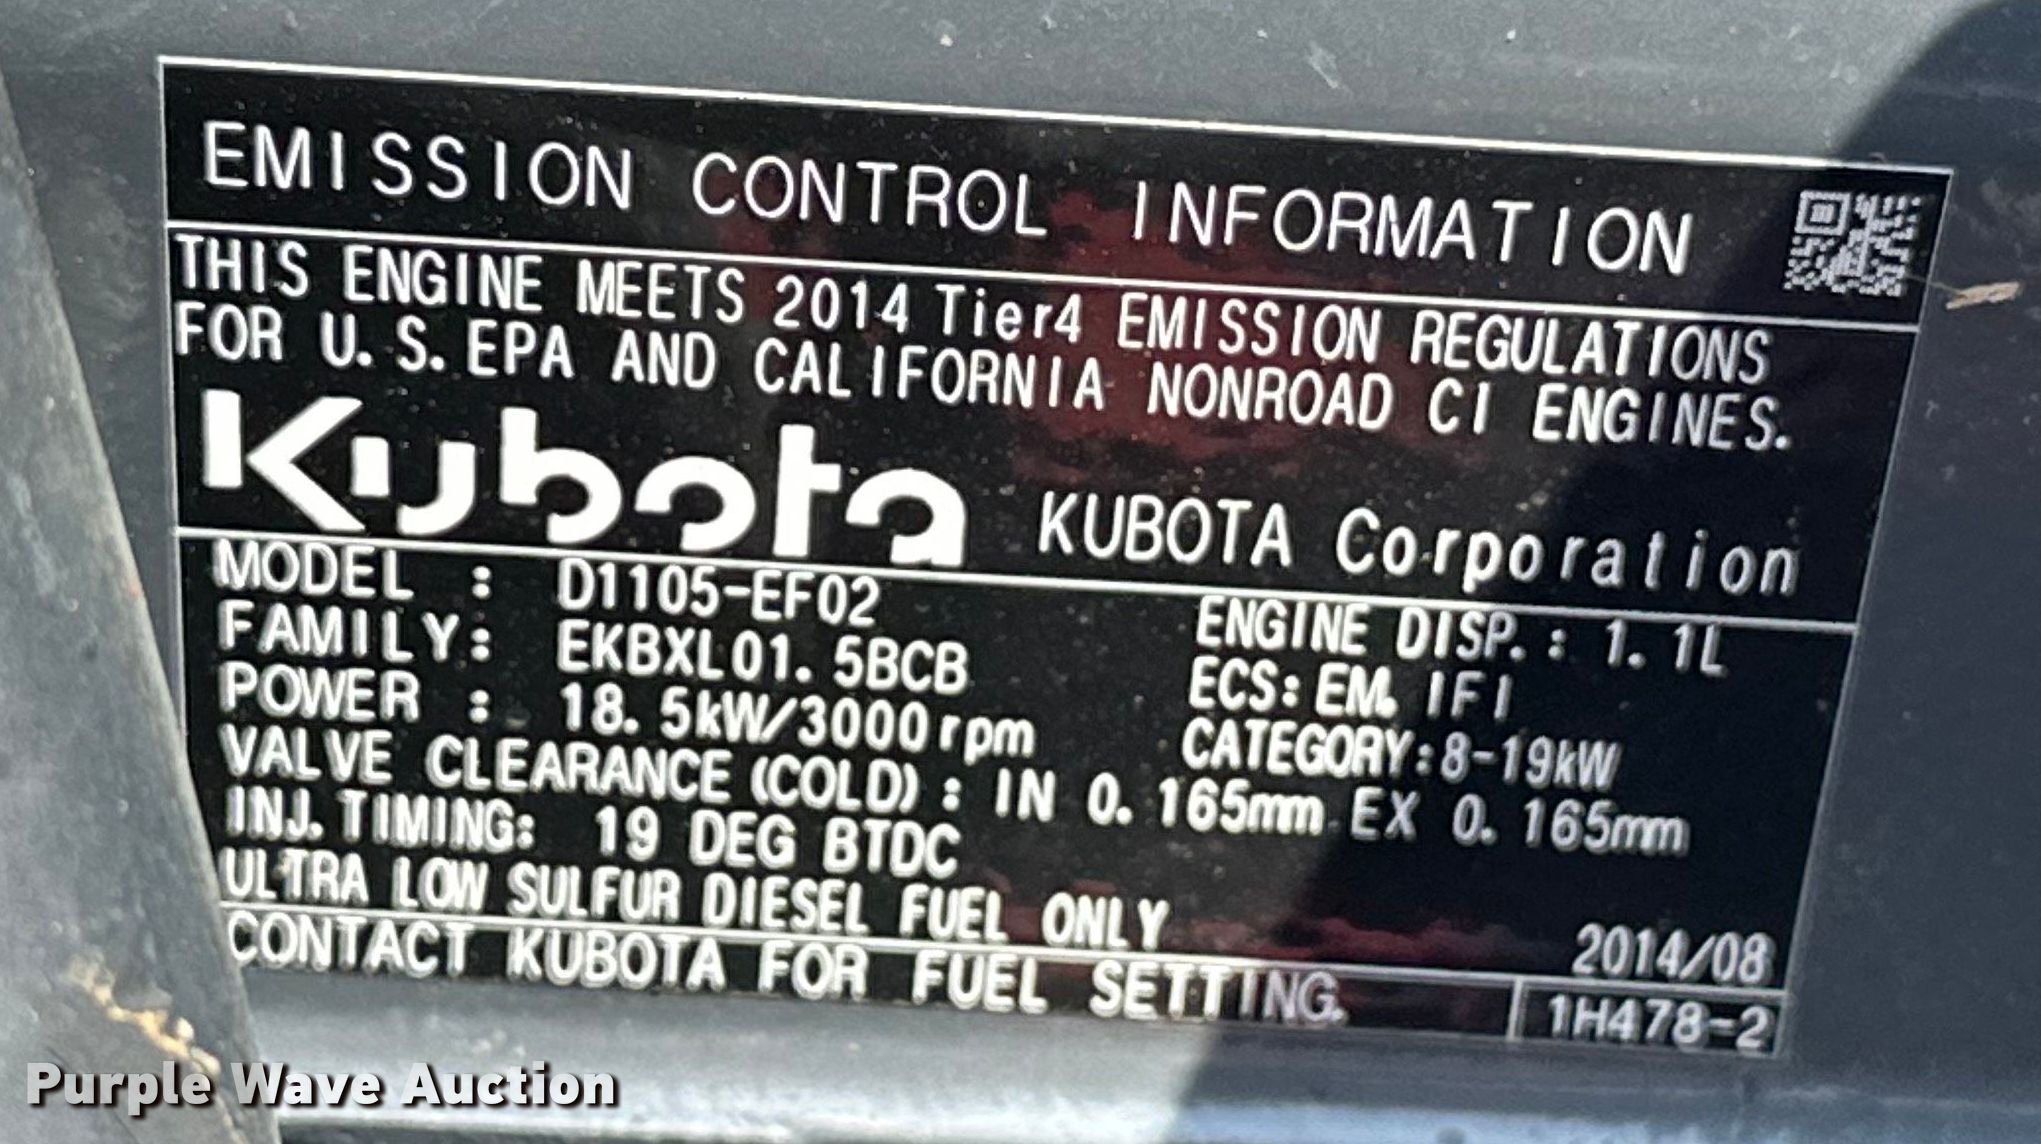 EMISSION CONTROL INFORMATION
THIS ENGINE MEETS 2014 Tier4 EMISSION REGULATIONS
FOR U.S.EPA AND CALIFORNIA NONROAD CI ENGINES.
Kubota KUBOTA Corporation
MODEL : D1105-EF02
ENGINE DISP.: 1.1L
FAMILY: EKBXL01.5BCB
ECS: EM. IFI
POWER : 18.5kW/3000rpm
CATEGORY:8-19kW
VALVE CLEARANCE (COLD) : IN 0.165mm EX 0.165mm
INJ.TIMING: 19 DEG BTDC
ULTRA LOW SULFUR DIESEL FUEL ONLY
2014/08
CONTACT KUBOTA FOR FUEL SETTING.
1H478-2
Purple Wave Auction